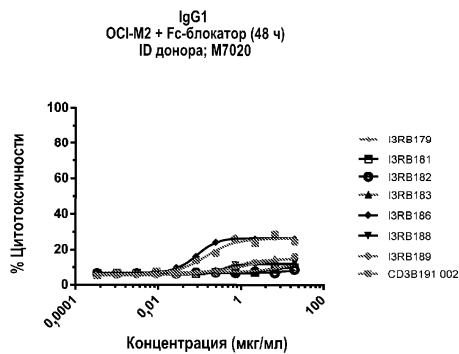 IgG1
OCI-M2 + Fc-блокатор (48 ч)
ID донора; M7020
% Цитотоксичности
100
80
60
40
20
0
0,0001
0,01
1
100
Концентрация (мкг/мл)
I3RB179
I3RB181
I3RB182
I3RB183
I3RB186
I3RB188
I3RB189
CD3B191 002